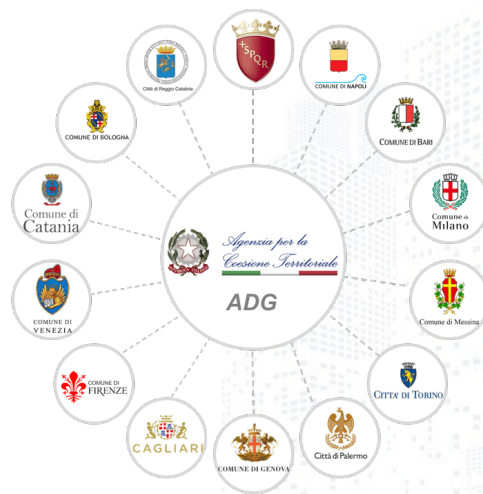 SPQR
COMUNE DI NAPOLI
COMUNE DI BARI
Comune di
Milano
Comune di Messina
CITTA' DI TORINO
Città di Palermo
COMUNE DI GENOVA
CAGLIARI
COMUNE DI
FIRENZE
COMUNE DI
VENEZIA
Comune di
Catania
COMUNE DI BOLOGNA
Città di Reggio Calabria
Agenzia per la
Coesione Territoriale
ADG